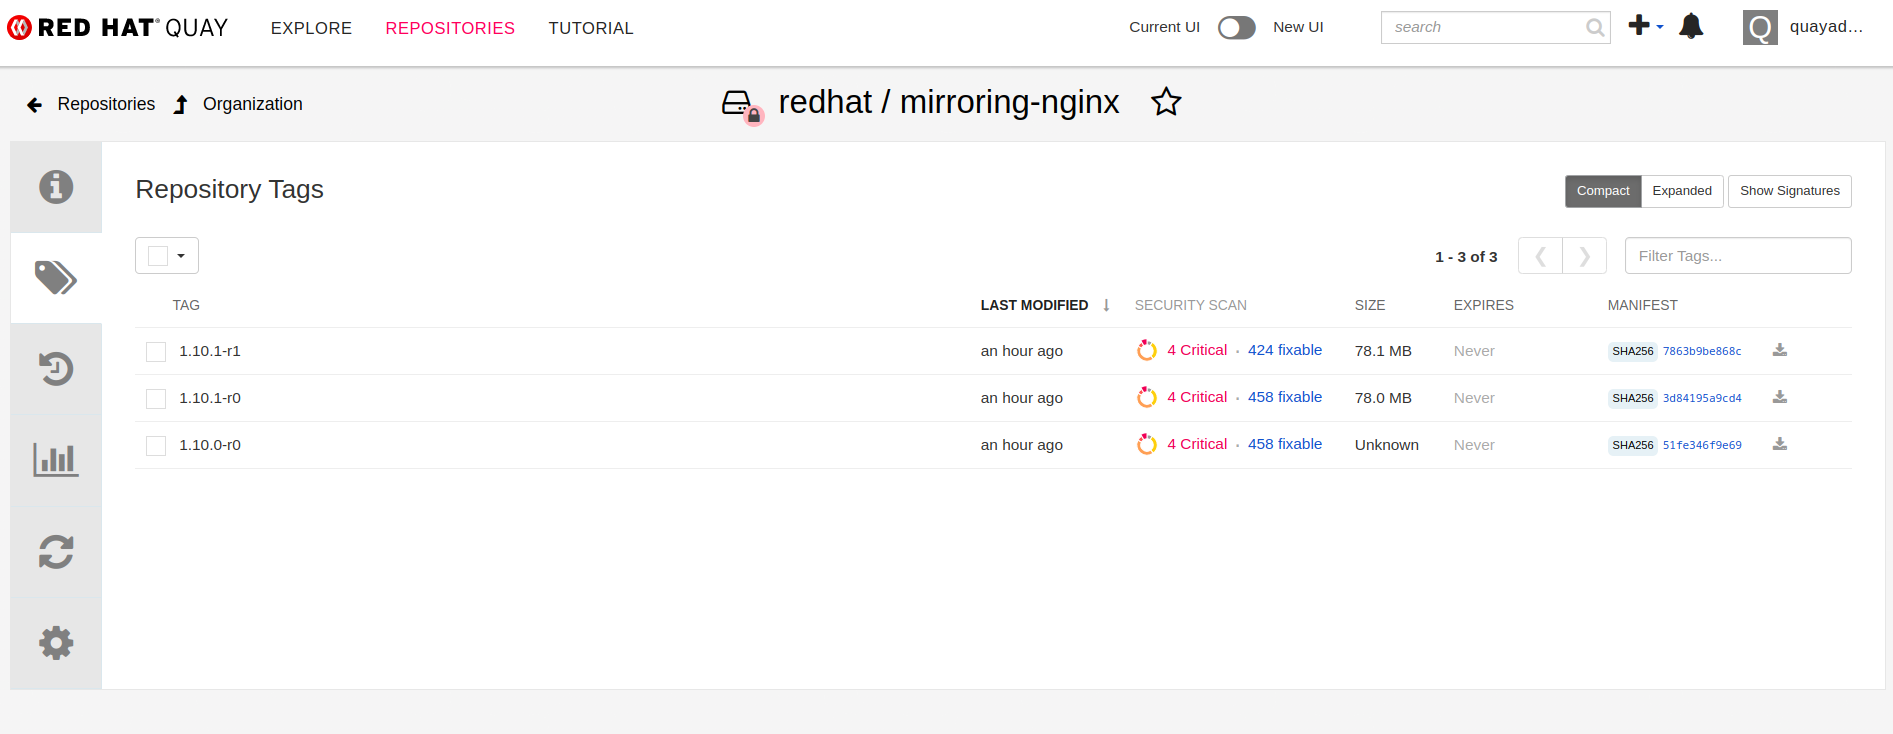 RED HAT QUAY EXPLORE REPOSITORIES TUTORIAL Current UI New UI search Q quayad...
Repositories Organization redhat / mirroring-nginx
Repository Tags Compact Expanded Show Signatures
1 - 3 of 3 Filter Tags...
TAG LAST MODIFIED SECURITY SCAN SIZE EXPIRES MANIFEST
1.10.1-r1 an hour ago 4 Critical · 424 fixable 78.1 MB Never SHA256 7863b9be868c
1.10.1-r0 an hour ago 4 Critical · 458 fixable 78.0 MB Never SHA256 3d84195a9cd4
1.10.0-r0 an hour ago 4 Critical · 458 fixable Unknown Never SHA256 51fe346f9e69